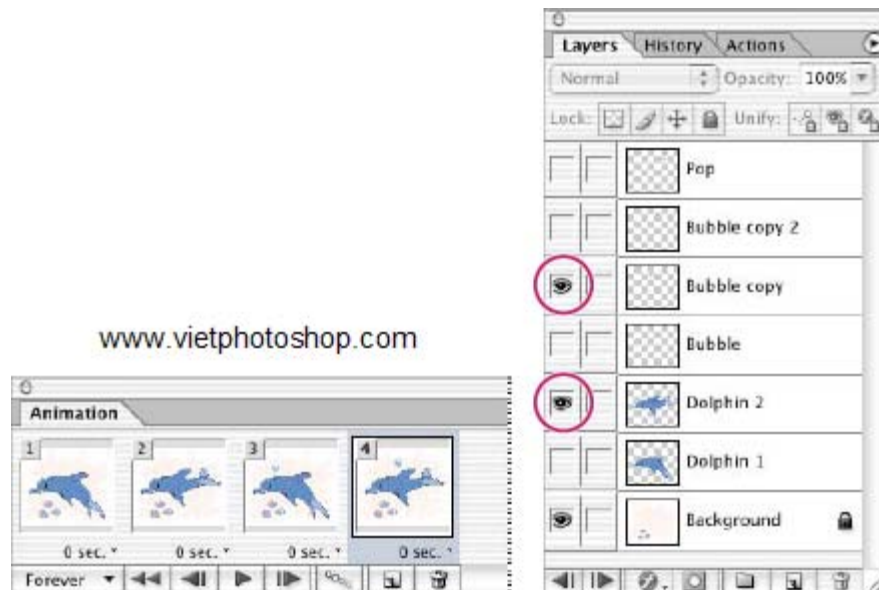 Layers History Actions
Normal Opacity: 100%
Lock: Unify:
Pop
Bubble copy 2
Bubble copy
Bubble
Dolphin 2
Dolphin 1
Background
www.vietphotoshop.com
Animation
1 2 3 4
0 sec. 0 sec. 0 sec. 0 sec.
Forever